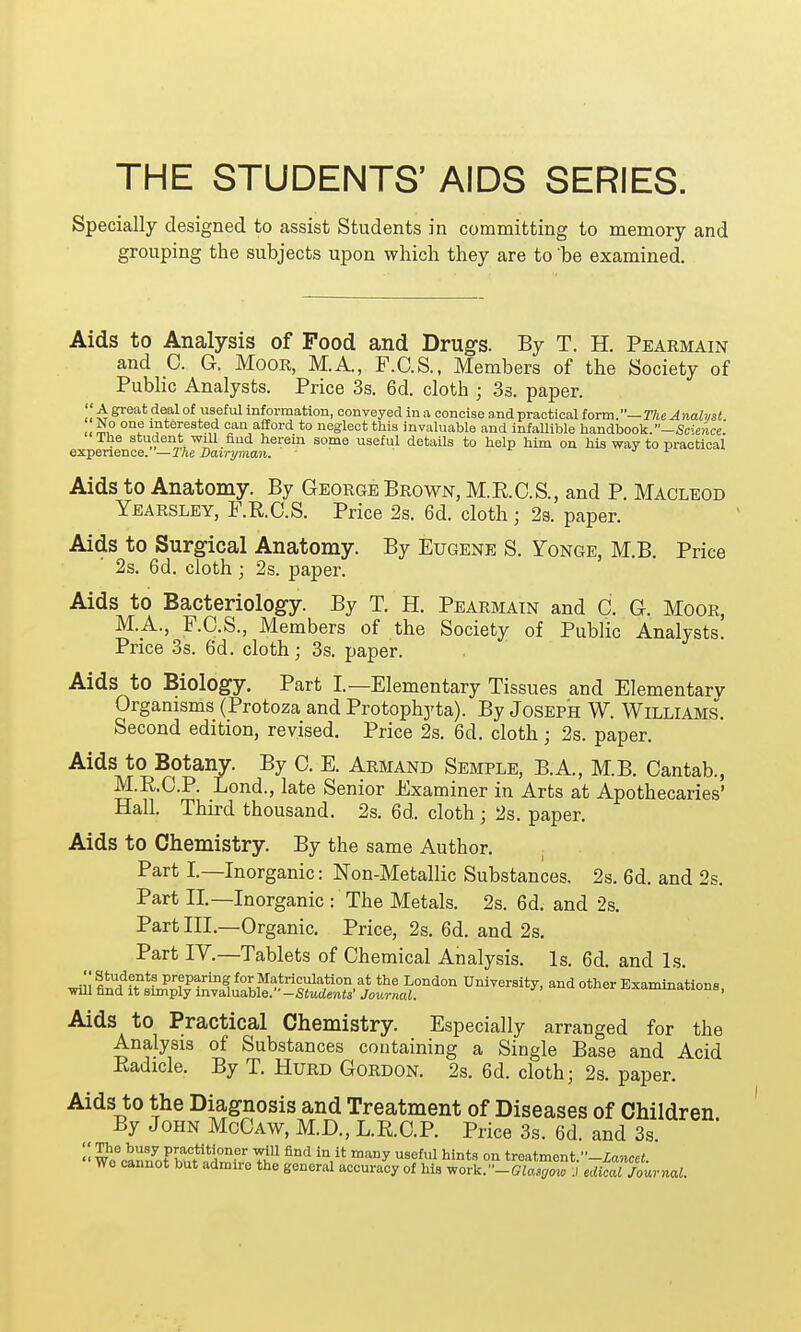 THE STUDENTS' AIDS SERIES.
Specially designed to assist Students in committing to memory and
grouping the subjects upon which they are to be examined.
Aids to Analysis of Food and Drugs. By T. H. PEARMAIN
and C. G. MOOR, M.A., F.C.S., Members of the Society of
Public Analysts. Price 3s. 6d. cloth ; 3s. paper.
"A great deal of useful information, conveyed in a concise and practical form."—The Analyst.
"No one interested can afford to neglect this invaluable and infallible handbook."—Science.
"The student will find herein some useful details to help him on his way to practical
experience."—The Dairyman.
Aids to Anatomy. By GEORGE BROWN, M.R.C.S., and P. MACLEOD
YEARSLEY, F.R.C.S. Price 2s. 6d. cloth ; 2s. paper.
Aids to Surgical Anatomy. By EUGENE S. YONGE, M.B. Price
2s. 6d. cloth ; 2s. paper.
Aids to Bacteriology. By T. H. PEARMAIN and C. G. MOOR,
M.A., F.C.S., Members of the Society of Public Analysts.
Price 3s. 6d. cloth ; 3s. paper.
Aids to Biology. Part I.—Elementary Tissues and Elementary
Organisms (Protoza and Protophyta). By JOSEPH W. WILLIAMS.
Second edition, revised. Price 2s. 6d. cloth ; 2s. paper.
Aids to Botany. By C. E. ARMAND SEMPLE, B.A., M.B. Cantab.,
M.R.C.P. Lond., late Senior Examiner in Arts at Apothecaries'
Hall. Third thousand. 2s. 6d. cloth ; 2s. paper.
Aids to Chemistry. By the same Author.
Part I.—Inorganic: Non-Metallic Substances. 2s. 6d. and 2s.
Part II.—Inorganic : The Metals. 2s. 6d. and 2s.
Part III.—Organic. Price, 2s. 6d. and 2s.
Part IV.—Tablets of Chemical Analysis. 1s. 6d. and 1s.
"Students preparing for Matriculation at the London University, and other Examinations,
will find it simply invaluable."—Students' Journal.
Aids to Practical Chemistry. Especially arranged for the
Analysis of Substances containing a Single Base and Acid
Radicle. By T. HURD GORDON. 2s. 6d. cloth; 2s. paper.
Aids to the Diagnosis and Treatment of Diseases of Children.
By JOHN MCCAW, M.D., L.R.C.P. Price 3s. 6d. and 3s.
"The busy practitioner will find in it many useful hints on treatment."—Lancet.
"We cannot but admire the general accuracy of his work."—Glasgow Medical Journal.